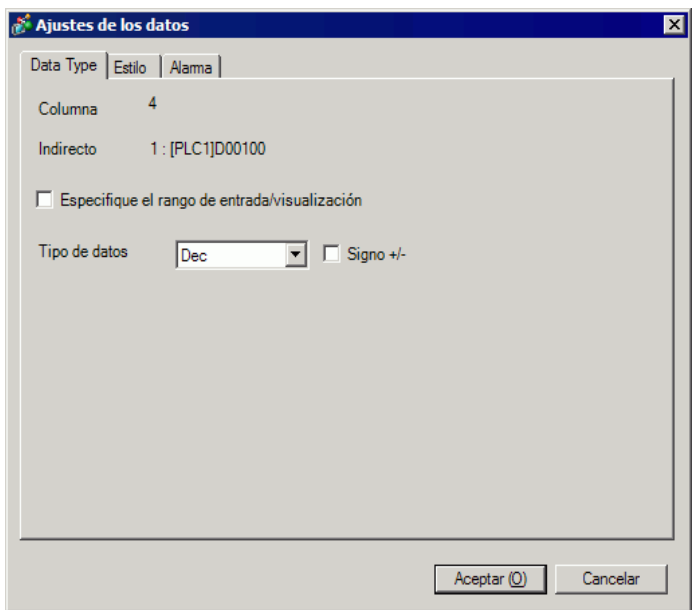 Ajustes de los datos
Data Type Estilo Alarma
Columna 4
Indirecto 1 : [PLC1]D00100
Especifique el rango de entrada/visualización
Tipo de datos Dec Signo +/-
Aceptar (O) Cancelar